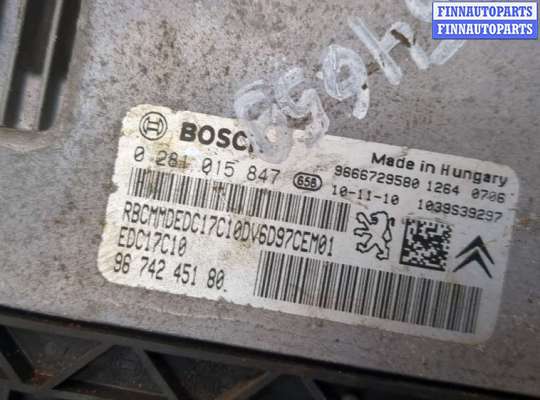 FINNAUTOPARTS
FINNAUTOPARTS
BOSCH
0 281 015 847 65B
Made in Hungary
9666729580 1264 0706
10-11-10 1039S39297
RBCMMDEDC17C10DV6D97CEM01
EDC17C10
96 742 451 80